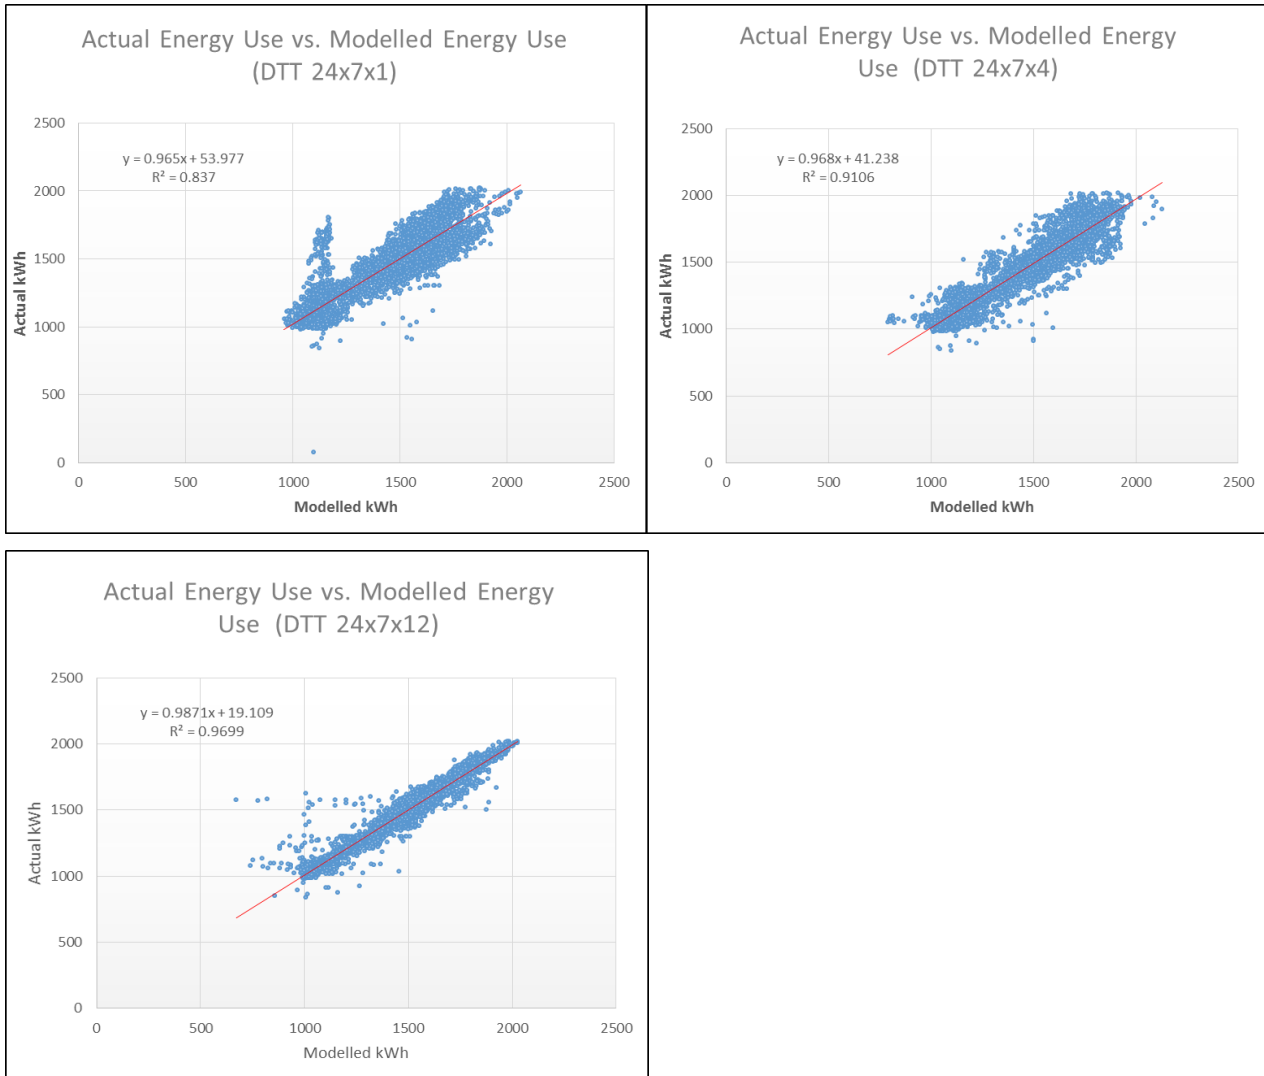 Actual Energy Use vs. Modelled Energy Use
(DTT 24x7x1)
2500
2000
1500
1000
500
0
y = 0.965x + 53.977
R² = 0.837
Actual kWh
0 500 1000 1500 2000 2500
Modelled kWh
Actual Energy Use vs. Modelled Energy
Use (DTT 24x7x4)
2500
2000
1500
1000
500
0
y = 0.968x + 41.238
R² = 0.9106
Actual kWh
0 500 1000 1500 2000 2500
Modelled kWh
Actual Energy Use vs. Modelled Energy
Use (DTT 24x7x12)
2500
2000
1500
1000
500
0
y = 0.9871x + 19.109
R² = 0.9699
Actual kWh
0 500 1000 1500 2000 2500
Modelled kWh